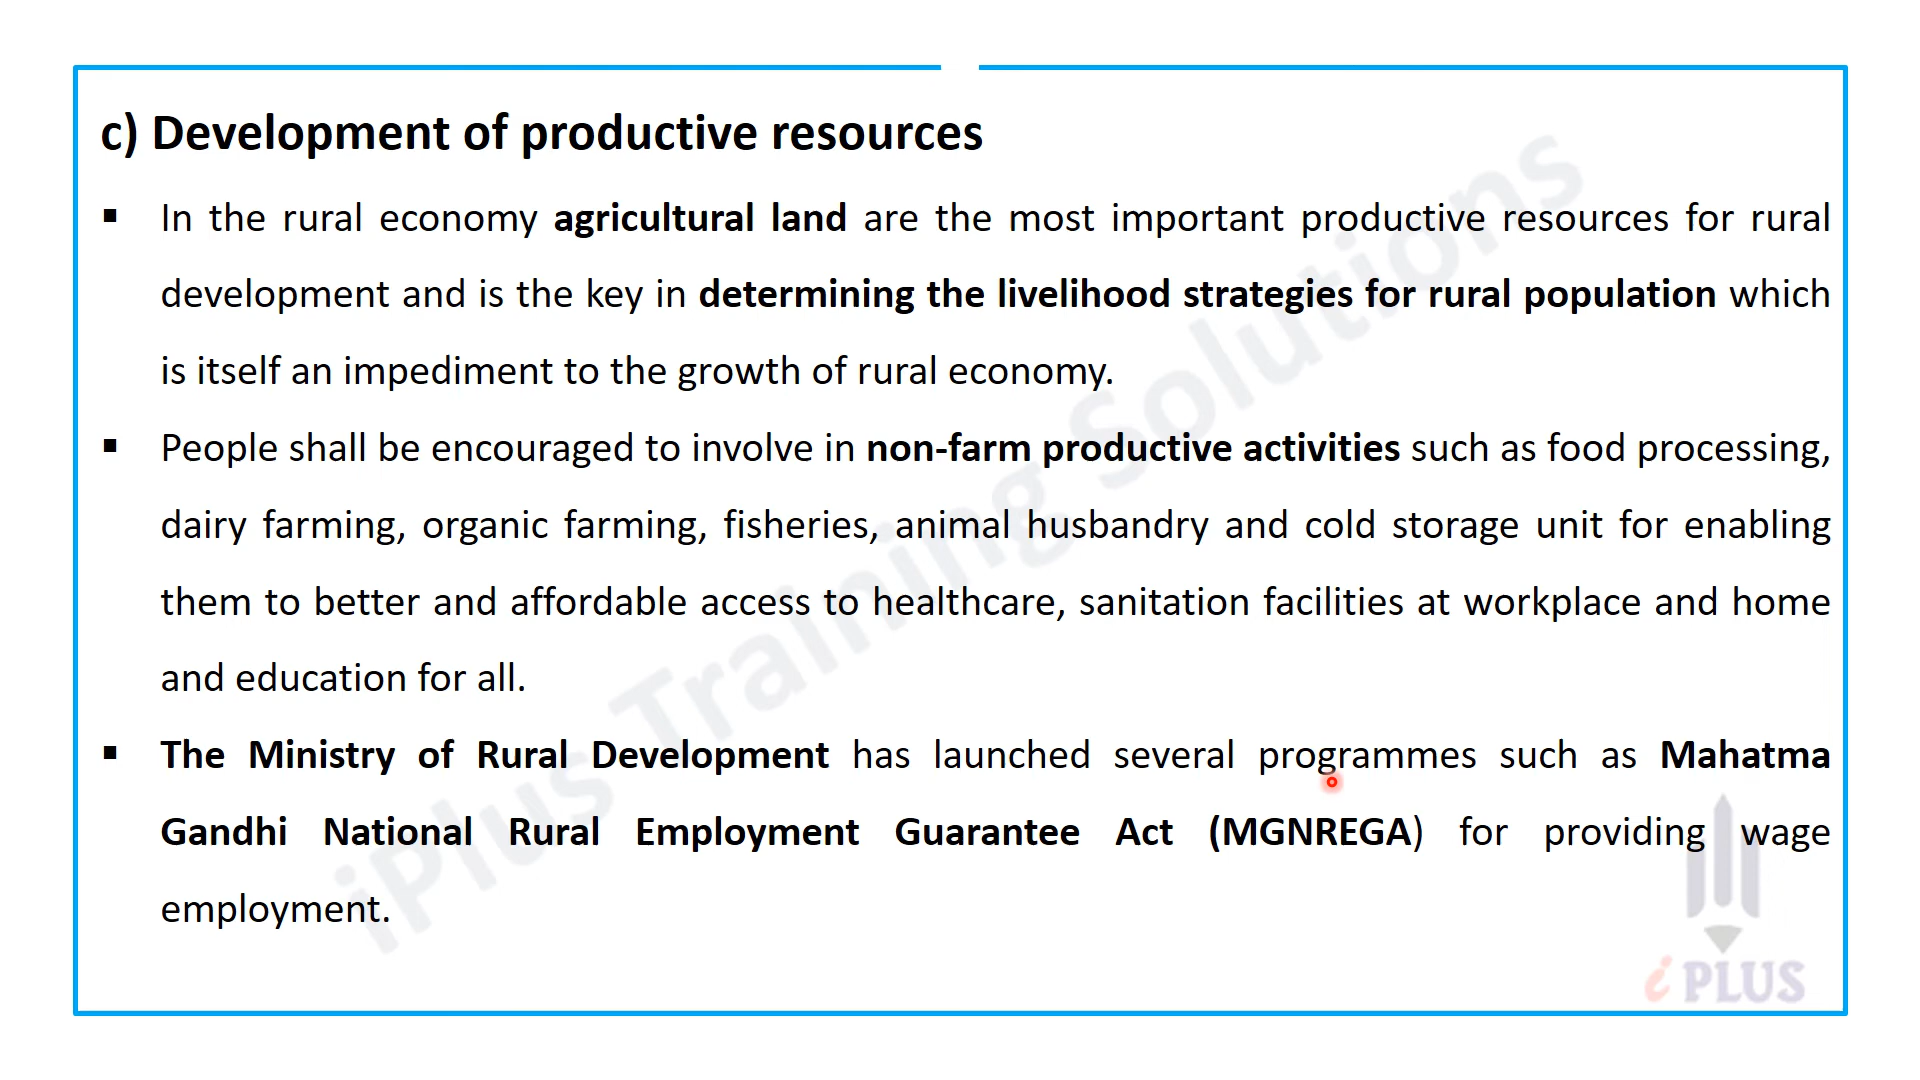 c) Development of productive resources
▪ In the rural economy agricultural land are the most important productive resources for rural
development and is the key in determining the livelihood strategies for rural population which
is itself an impediment to the growth of rural economy.
▪ People shall be encouraged to involve in non-farm productive activities such as food processing,
dairy farming, organic farming, fisheries, animal husbandry and cold storage unit for enabling
them to better and affordable access to healthcare, sanitation facilities at workplace and home
and education for all.
▪ The Ministry of Rural Development has launched several programmes such as Mahatma
Gandhi National Rural Employment Guarantee Act (MGNREGA) for providing wage
employment.
iPlus Training Solutions
i PLUS